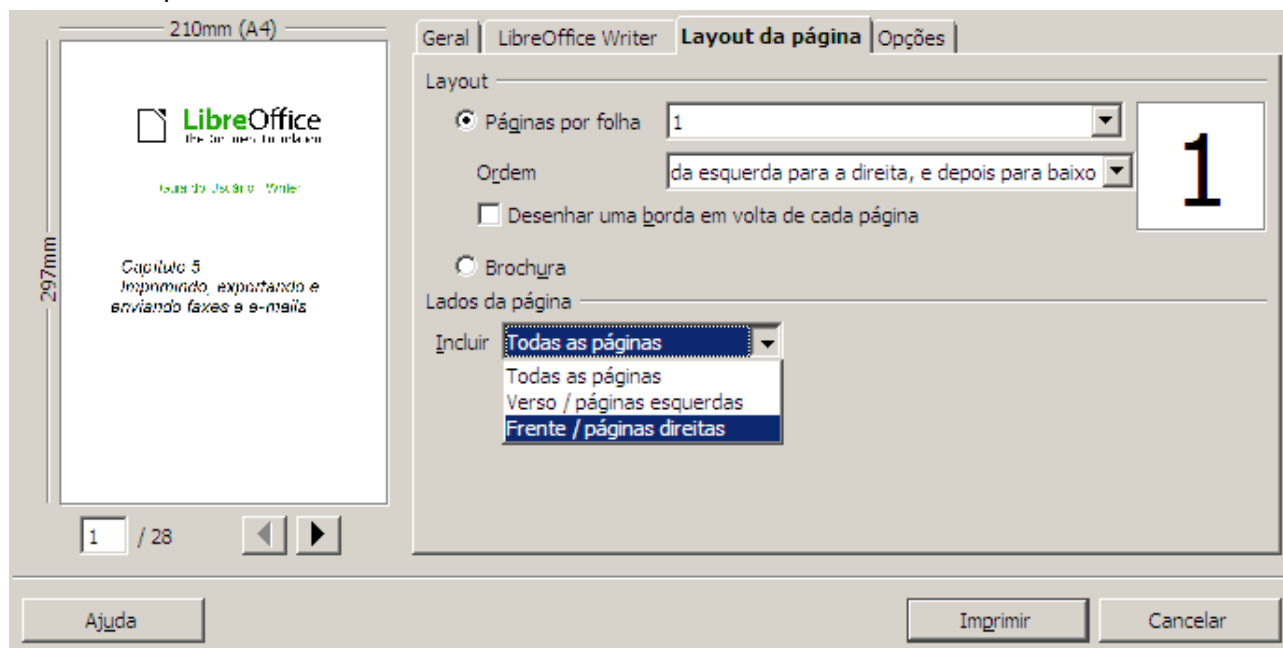 210mm (A4)
297mm
LibreOffice
Capítulo 5
Imprimindo, exportando e
enviando faxes e e-mails
1 / 28
Geral LibreOffice Writer Layout da página Opções
Layout
Páginas por folha 1
1
Ordem da esquerda para a direita, e depois para baixo
Desenhar uma borda em volta de cada página
Brochura
Lados da página
Incluir Todas as páginas
Todas as páginas
Verso / páginas esquerdas
Frente / páginas direitas
Ajuda Imprimir Cancelar